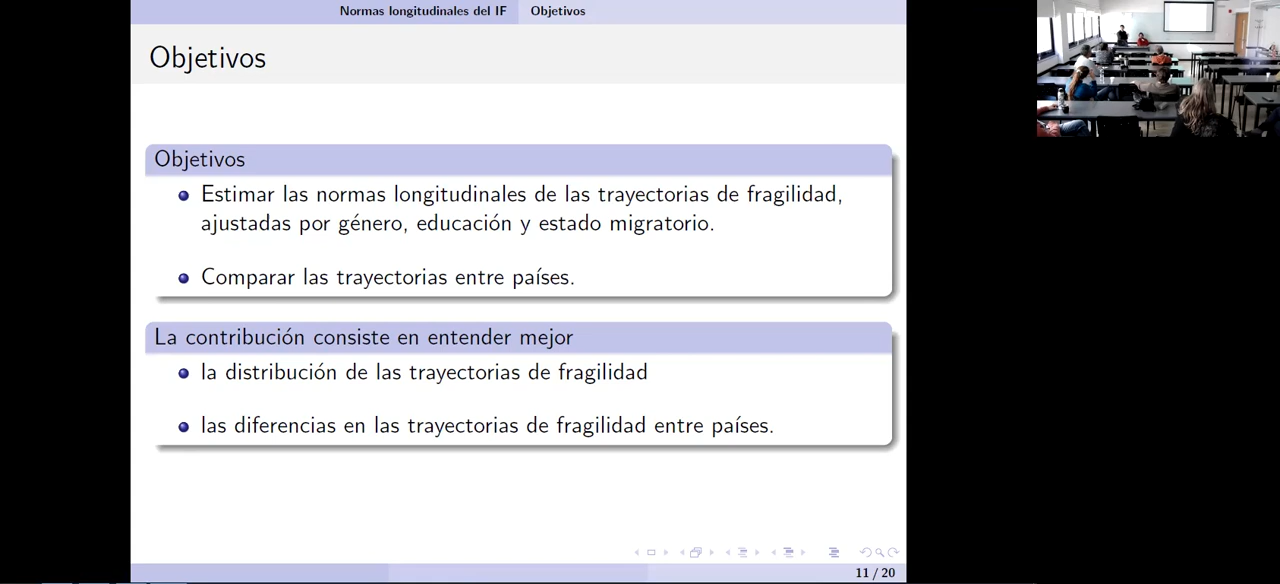 Normas longitudinales del IF Objetivos
Objetivos
Objetivos
Estimar las normas longitudinales de las trayectorias de fragilidad,
ajustadas por género, educación y estado migratorio.
Comparar las trayectorias entre países.
La contribución consiste en entender mejor
la distribución de las trayectorias de fragilidad
las diferencias en las trayectorias de fragilidad entre países.
11 / 20